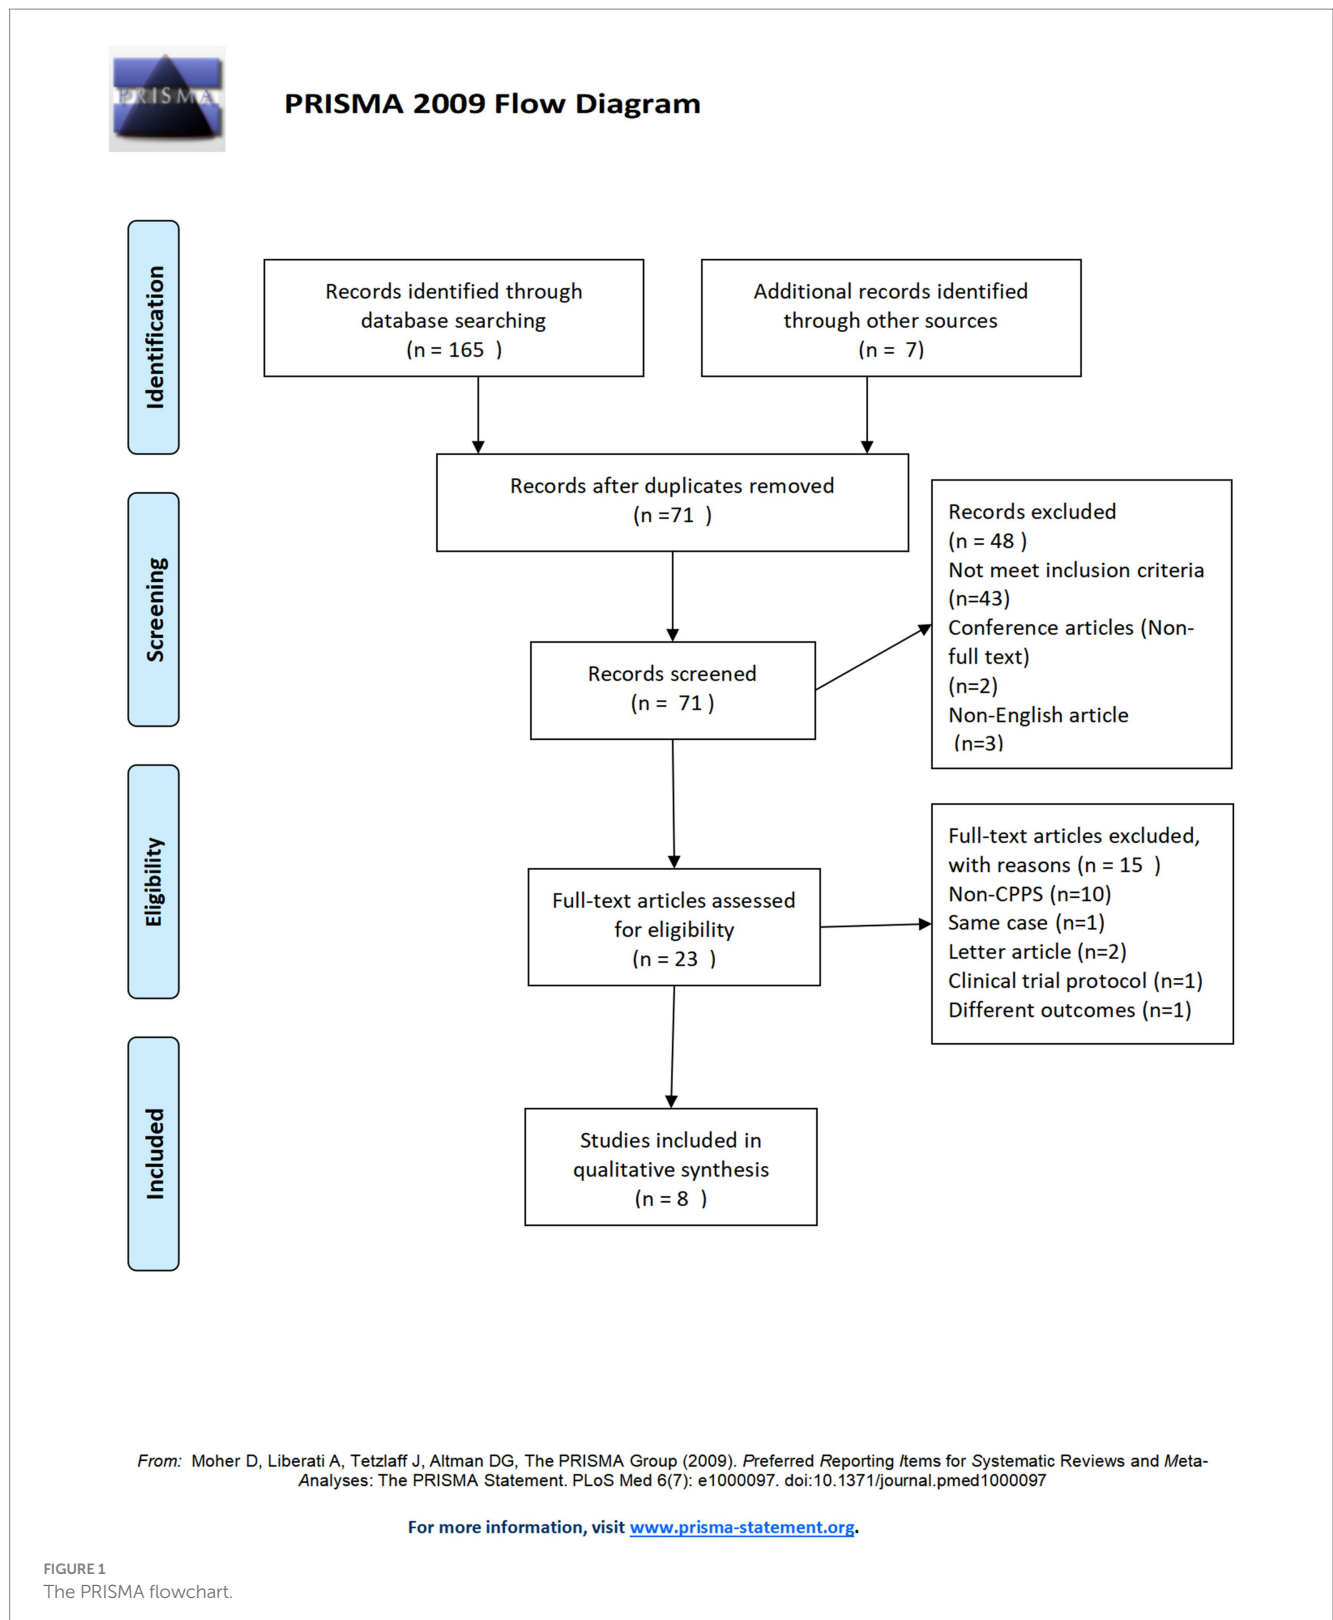 PRISMA
PRISMA 2009 Flow Diagram
Identification
Records identified through
database searching
(n = 165  )
Additional records identified
through other sources
(n =  7)
Records after duplicates removed
(n =71  )
Screening
Records screened
(n =  71 )
Records excluded
(n = 48 )
Not meet inclusion criteria
(n=43)
Conference articles (Non-
full text)
(n=2)
Non-English article
(n=3)
Eligibility
Full-text articles assessed
for eligibility
(n = 23  )
Full-text articles excluded,
with reasons (n = 15  )
Non-CPPS (n=10)
Same case (n=1)
Letter article (n=2)
Clinical trial protocol (n=1)
Different outcomes (n=1)
Included
Studies included in
qualitative synthesis
(n = 8  )
From: Moher D, Liberati A, Tetzlaff J, Altman DG, The PRISMA Group (2009). Preferred Reporting Items for Systematic Reviews and Meta-
Analyses: The PRISMA Statement. PLoS Med 6(7): e1000097. doi:10.1371/journal.pmed1000097
For more information, visit www.prisma-statement.org.
FIGURE 1
The PRISMA flowchart.